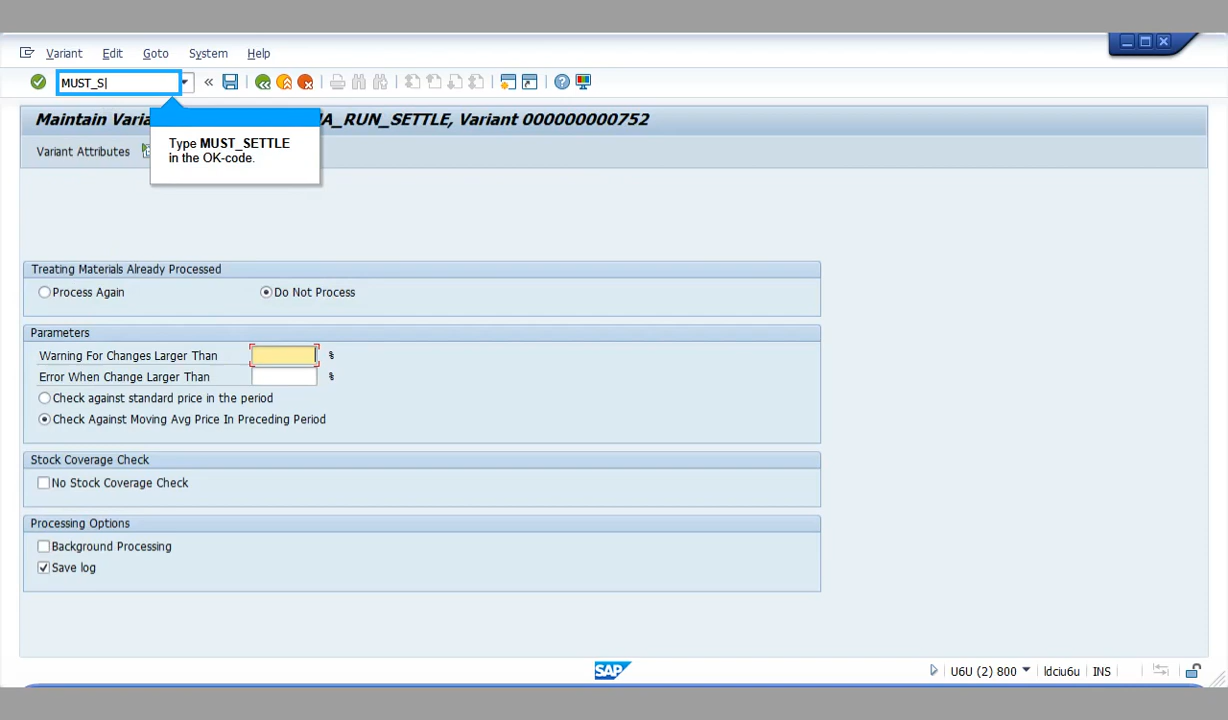 Variant Edit Goto System Help
MUST_S
Maintain Varia A_RUN_SETTLE, Variant 000000000752
Type MUST_SETTLE
in the OK-code.
Variant Attributes
Treating Materials Already Processed
Process Again Do Not Process
Parameters
Warning For Changes Larger Than %
Error When Change Larger Than %
Check against standard price in the period
Check Against Moving Avg Price In Preceding Period
Stock Coverage Check
No Stock Coverage Check
Processing Options
Background Processing
Save log
SAP U6U (2) 800 ldciu6u INS